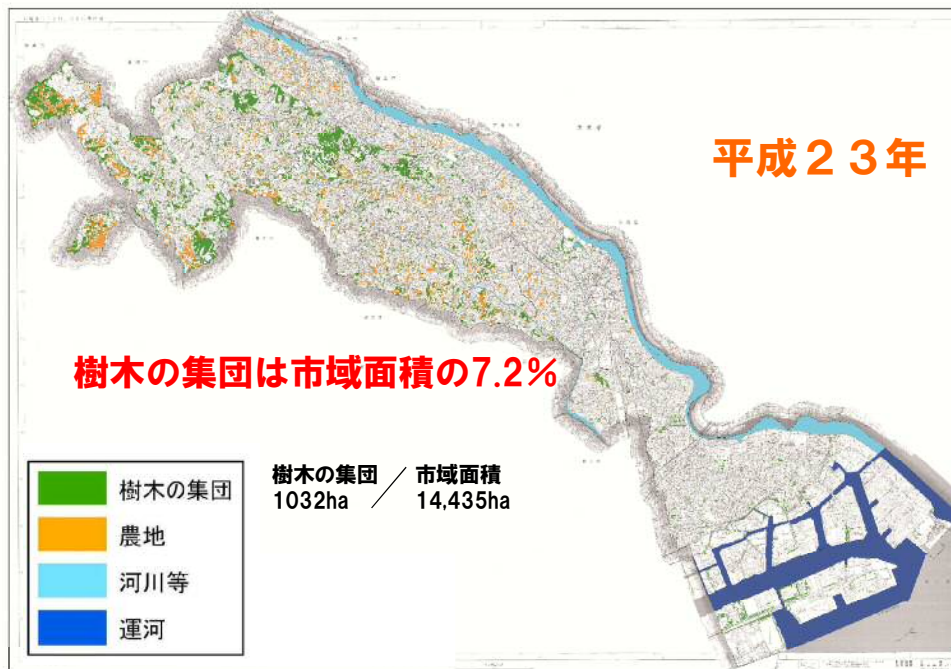 平成２３年
樹木の集団は市域面積の7.2%
樹木の集団 ／ 市域面積
1032ha ／ 14,435ha
樹木の集団
農地
河川等
運河